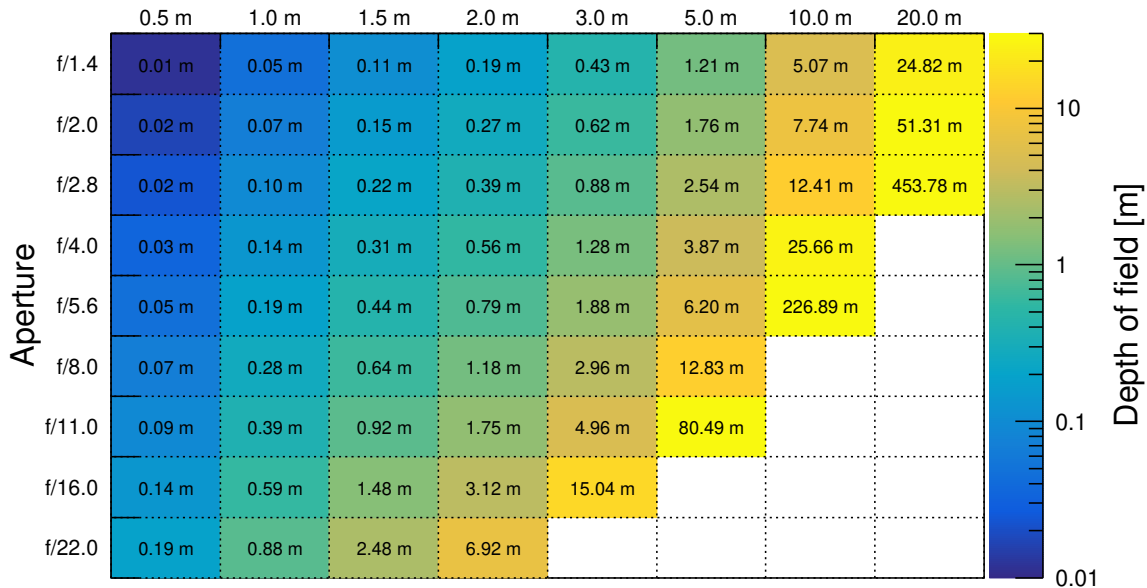 0.5 m 1.0 m 1.5 m 2.0 m 3.0 m 5.0 m 10.0 m 20.0 m
f/1.4 0.01 m 0.05 m 0.11 m 0.19 m 0.43 m 1.21 m 5.07 m 24.82 m
f/2.0 0.02 m 0.07 m 0.15 m 0.27 m 0.62 m 1.76 m 7.74 m 51.31 m
f/2.8 0.02 m 0.10 m 0.22 m 0.39 m 0.88 m 2.54 m 12.41 m 453.78 m
f/4.0 0.03 m 0.14 m 0.31 m 0.56 m 1.28 m 3.87 m 25.66 m
f/5.6 0.05 m 0.19 m 0.44 m 0.79 m 1.88 m 6.20 m 226.89 m
f/8.0 0.07 m 0.28 m 0.64 m 1.18 m 2.96 m 12.83 m
f/11.0 0.09 m 0.39 m 0.92 m 1.75 m 4.96 m 80.49 m
f/16.0 0.14 m 0.59 m 1.48 m 3.12 m 15.04 m
f/22.0 0.19 m 0.88 m 2.48 m 6.92 m
Aperture
10
1
0.1
0.01
Depth of field [m]